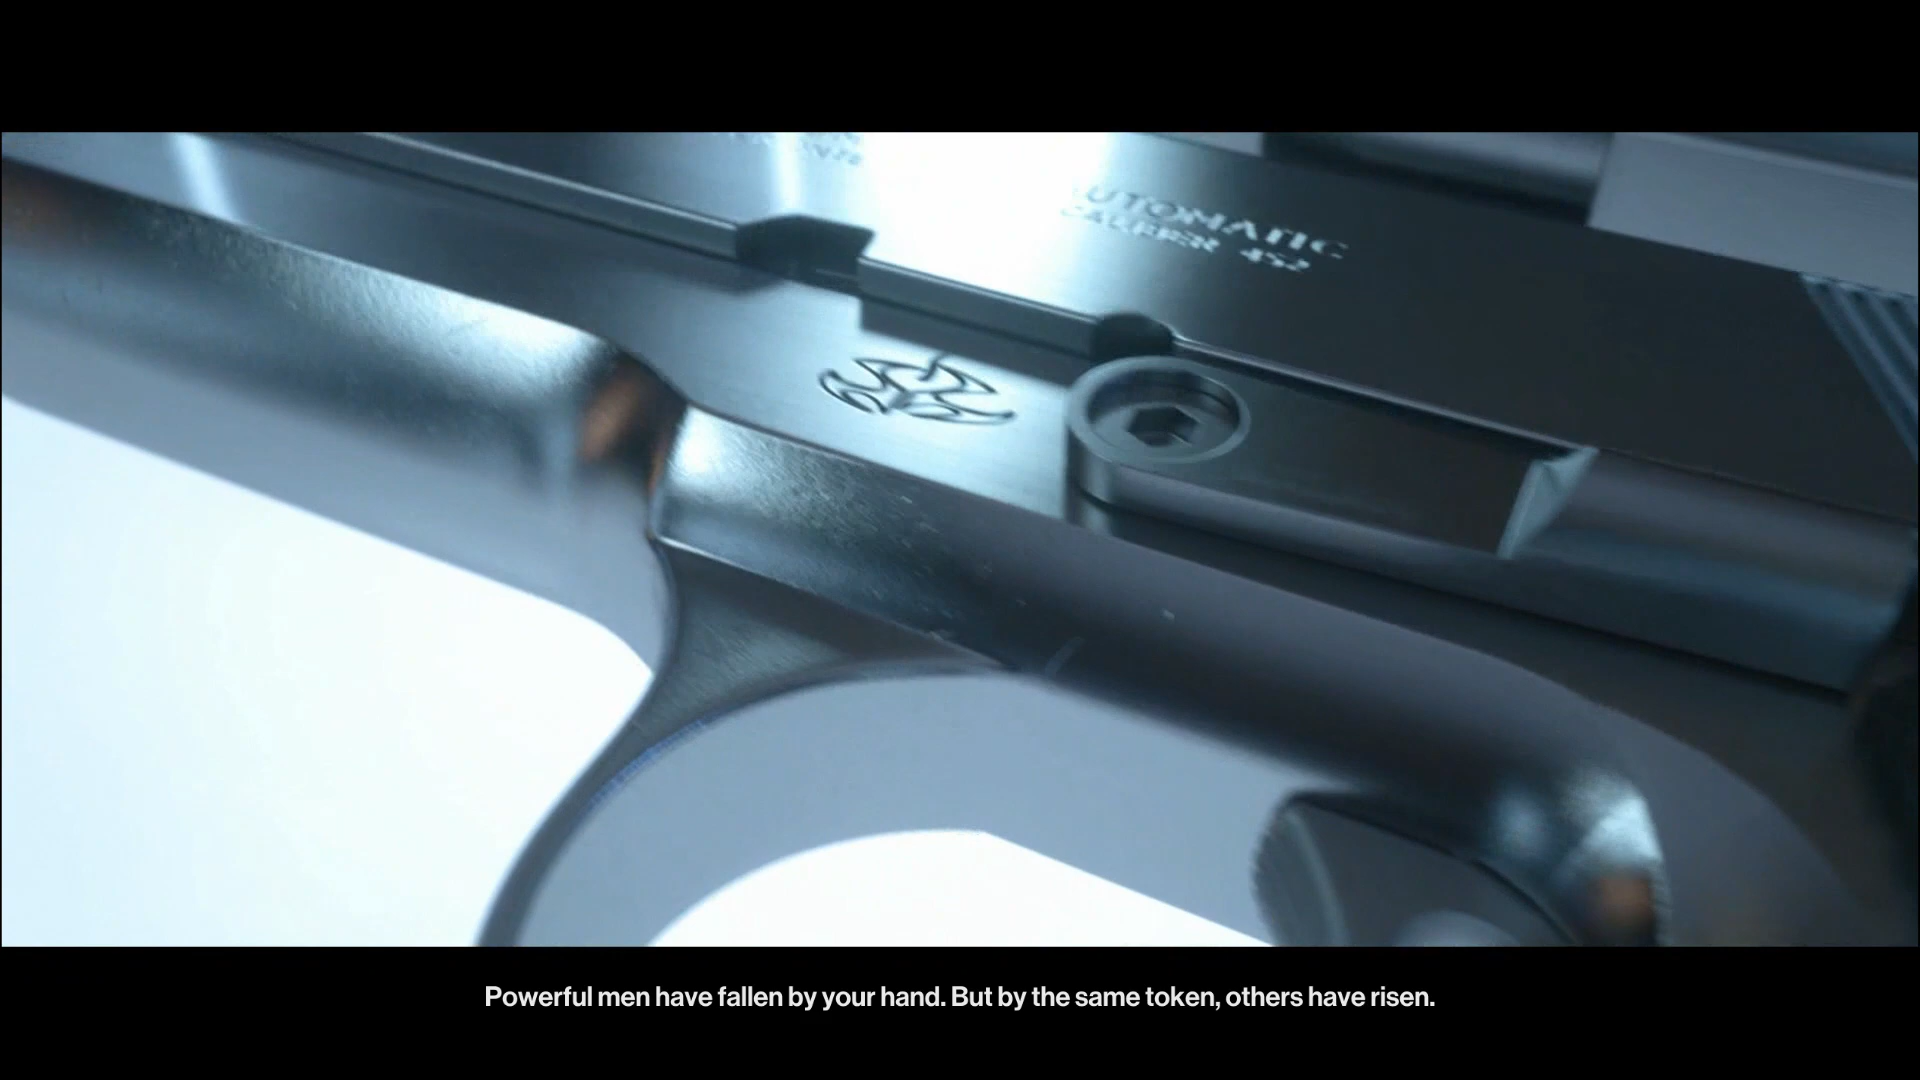 AUTOMATIC
CALIBER 452
Powerful men have fallen by your hand. But by the same token, others have risen.